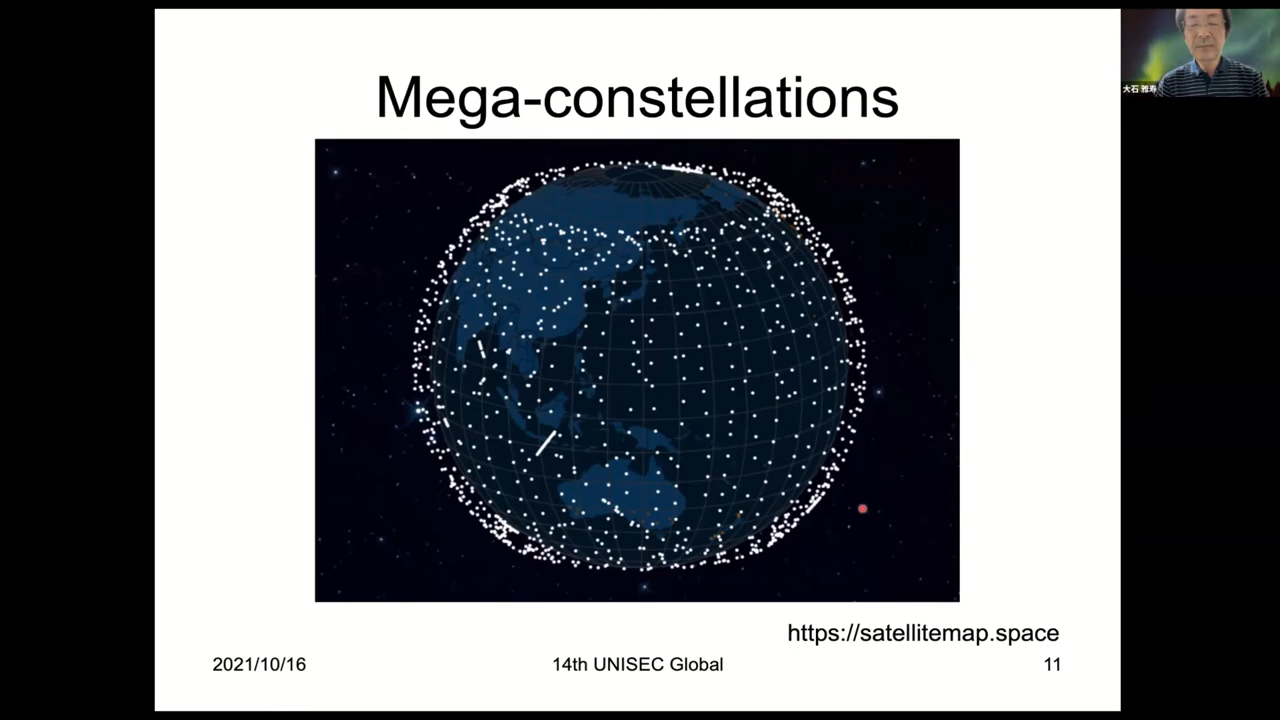 Mega-constellations
大石 雅寿
https://satellitemap.space
2021/10/16
14th UNISEC Global
11